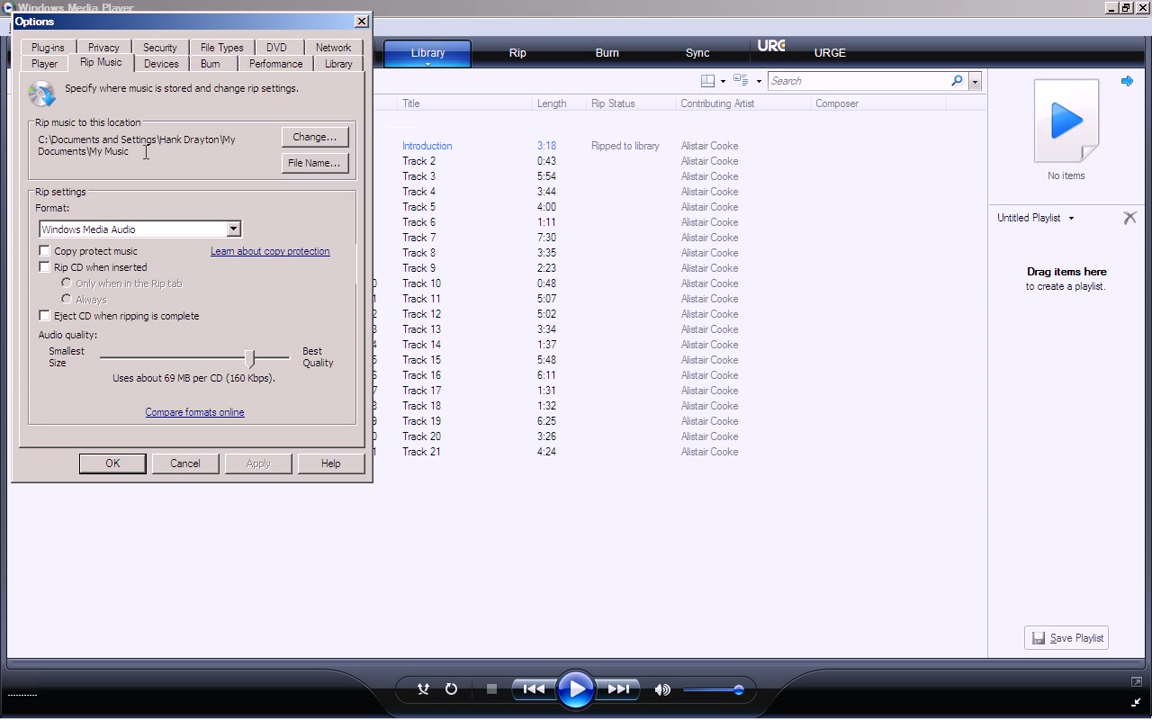 Windows Media Player
Options
Plug-ins Privacy Security File Types DVD Network
Player Rip Music Devices Burn Performance Library
Specify where music is stored and change rip settings.
Rip music to this location
C:\Documents and Settings\Hank Drayton\My
Documents\My Music
Change...
File Name...
Rip settings
Format:
Windows Media Audio
Copy protect music Learn about copy protection
Rip CD when inserted
Only when in the Rip tab
Always
Eject CD when ripping is complete
Audio quality:
Smallest
Size
Best
Quality
Uses about 69 MB per CD (160 Kbps).
Compare formats online
OK Cancel Apply Help
Library Rip Burn Sync URGE URGE
Search
Title Length Rip Status Contributing Artist Composer
Introduction 3:18 Ripped to library Alistair Cooke
Track 2 0:43 Alistair Cooke
Track 3 5:54 Alistair Cooke
Track 4 3:44 Alistair Cooke
Track 5 4:00 Alistair Cooke
Track 6 1:11 Alistair Cooke
Track 7 7:30 Alistair Cooke
Track 8 3:35 Alistair Cooke
Track 9 2:23 Alistair Cooke
0 Track 10 0:48 Alistair Cooke
1 Track 11 5:07 Alistair Cooke
2 Track 12 5:02 Alistair Cooke
3 Track 13 3:34 Alistair Cooke
4 Track 14 1:37 Alistair Cooke
5 Track 15 5:48 Alistair Cooke
6 Track 16 6:11 Alistair Cooke
7 Track 17 1:31 Alistair Cooke
8 Track 18 1:32 Alistair Cooke
9 Track 19 6:25 Alistair Cooke
0 Track 20 3:26 Alistair Cooke
1 Track 21 4:24 Alistair Cooke
No items
Untitled Playlist
Drag items here
to create a playlist.
Save Playlist